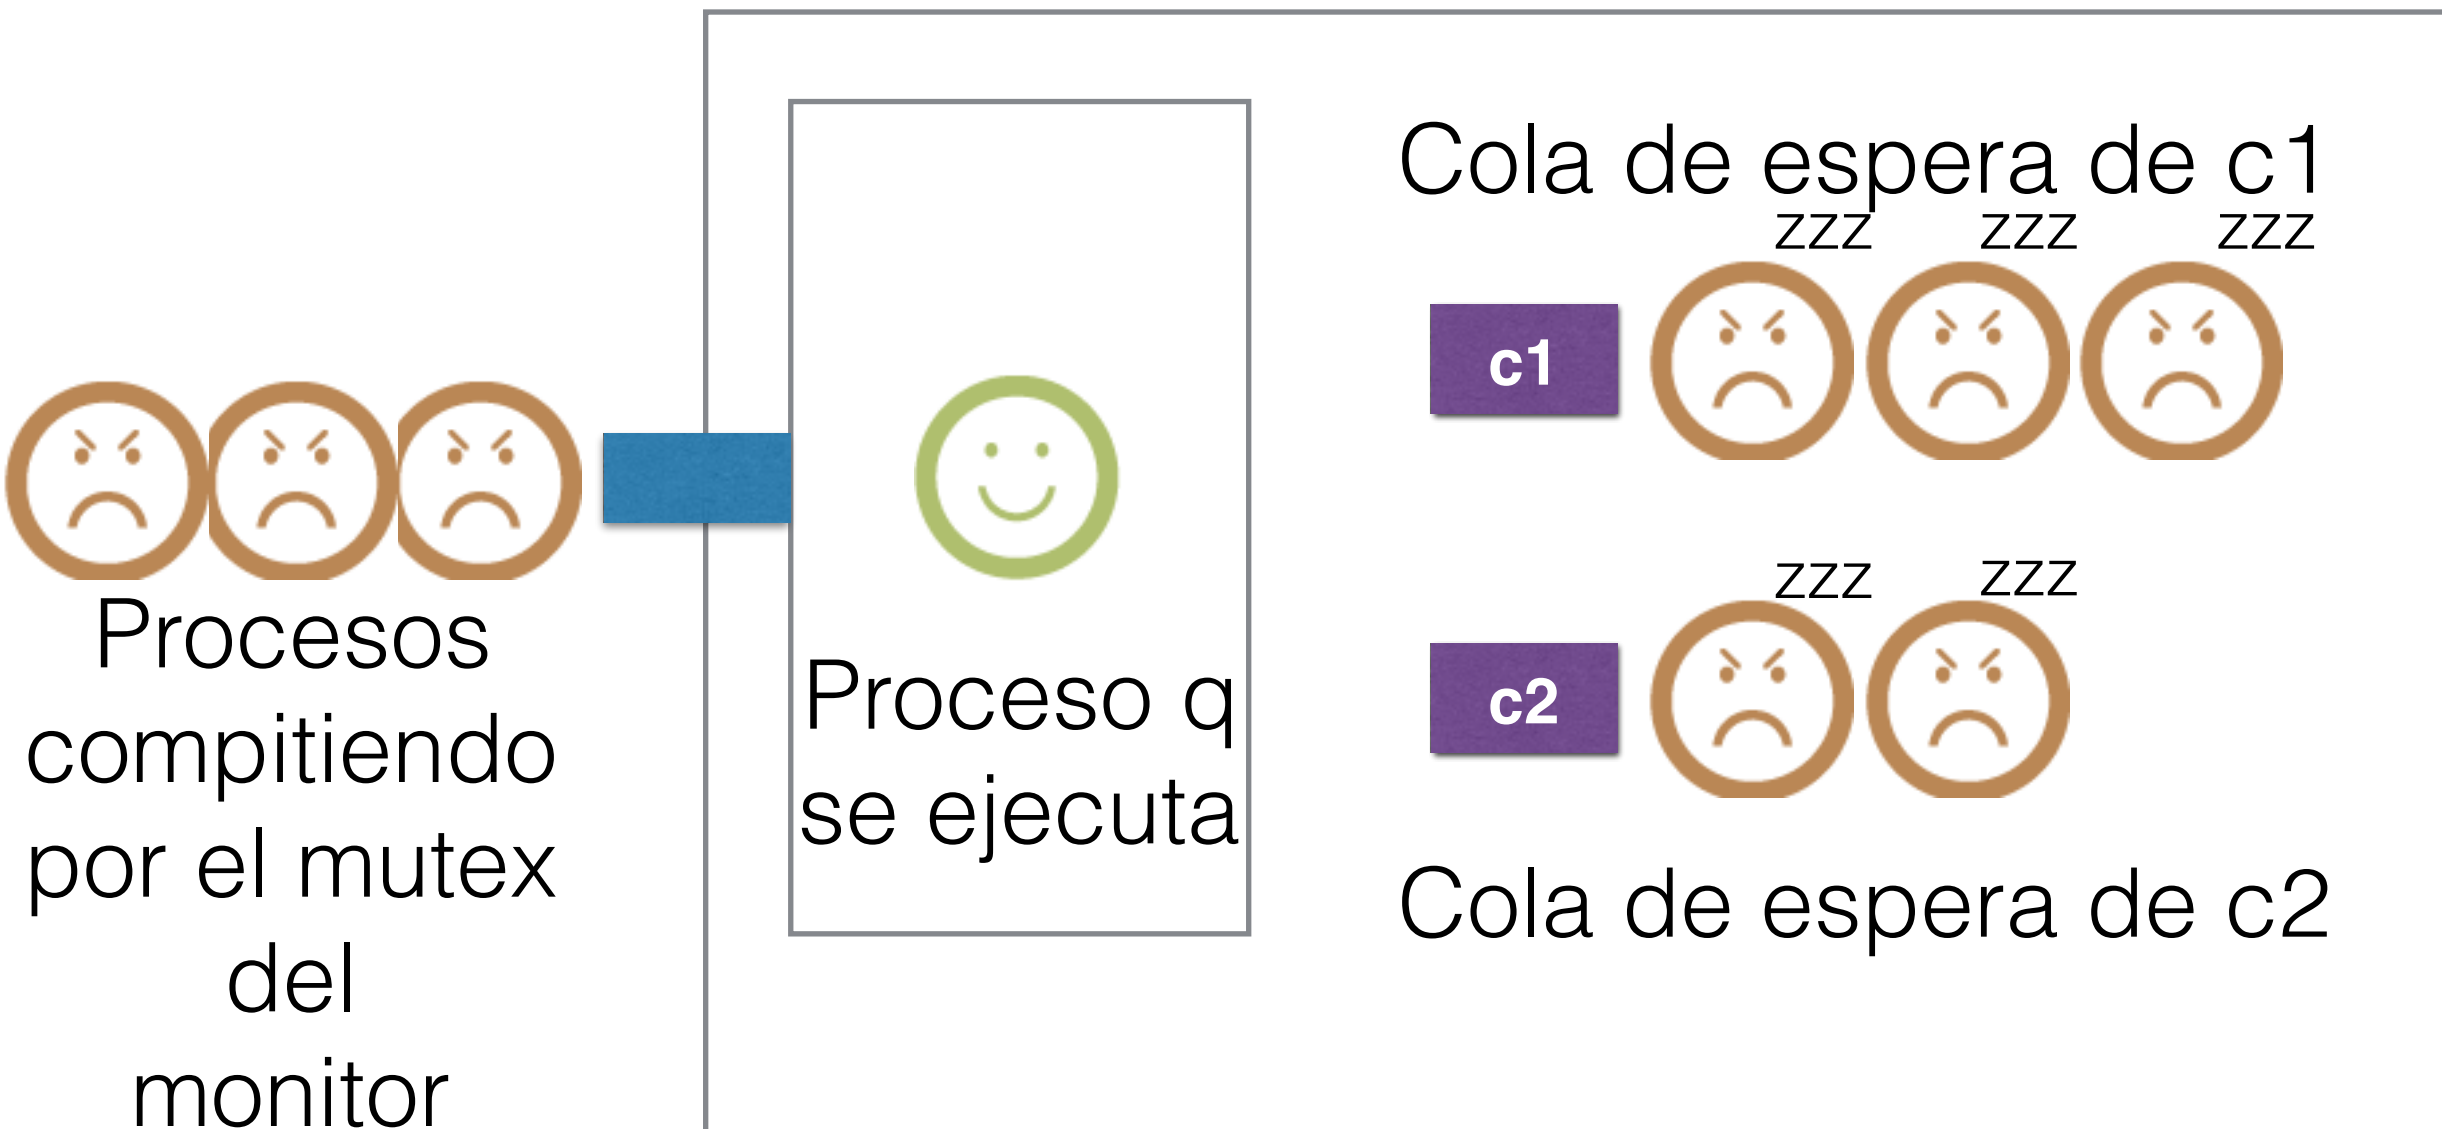 Cola de espera de c1
zzz zzz zzz
c1
Procesos
compitiendo
por el mutex
del
monitor
Proceso q
se ejecuta
zzz zzz
c2
Cola de espera de c2